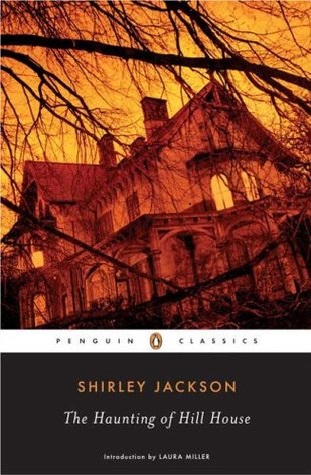 PENGUIN CLASSICS
SHIRLEY JACKSON
The Haunting of Hill House
Introduction by LAURA MILLER